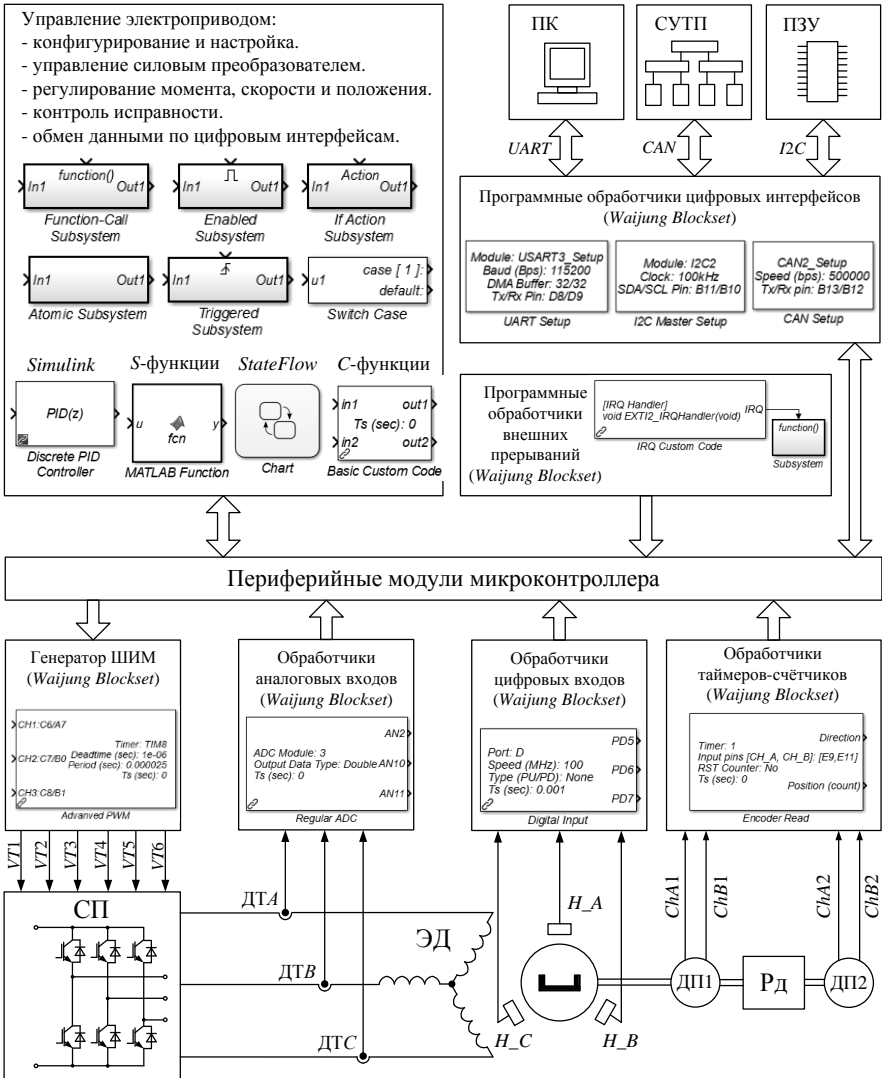 Управление электроприводом:
- конфигурирование и настройка.
- управление силовым преобразователем.
- регулирование момента, скорости и положения.
- контроль исправности.
- обмен данными по цифровым интерфейсам.
function()
In1 Out1
Function-Call
Subsystem
In1 Out1
Enabled
Subsystem
Action
In1 Out1
If Action
Subsystem
In1 Out1
Atomic Subsystem
In1 Out1
Triggered
Subsystem
u1
case [ 1 ]:
default:
Switch Case
Simulink
S-функции
StateFlow
C-функции
PID(z)
Discrete PID
Controller
u y
fcn
MATLAB Function
Chart
in1 out1
Ts (sec): 0
in2 out2
Basic Custom Code
ПК
СУТП
ПЗУ
UART
CAN
I2C
Программные обработчики цифровых интерфейсов
(Waijung Blockset)
Module: USART3_Setup
Baud (Bps): 115200
DMA Buffer: 32/32
Tx/Rx Pin: D8/D9
UART Setup
Module: I2C2
Clock: 100kHz
SDA/SCL Pin: B11/B10
I2C Master Setup
CAN2_Setup
Speed (bps): 500000
Tx/Rx pin: B13/B12
CAN Setup
Программные
обработчики
внешних
прерываний
(Waijung Blockset)
[IRQ Handler]
void EXTI2_IRQHandler(void)
IRQ
IRQ Custom Code
function()
Subsystem
Периферийные модули микроконтроллера
Генератор ШИМ
(Waijung Blockset)
CH1:C6/A7
CH2:C7/B0
CH3:C8/B1
Timer: TIM8
Deadtime (sec): 1e-06
Period (sec): 0.000025
Ts (sec): 0
Advanved PWM
Обработчики
аналоговых входов
(Waijung Blockset)
ADC Module: 3
Output Data Type: Double
Ts (sec): 0
AN2
AN10
AN11
Regular ADC
Обработчики
цифровых входов
(Waijung Blockset)
Port: D
Speed (MHz): 100
Type (PU/PD): None
Ts (sec): 0.001
PD5
PD6
PD7
Digital Input
Обработчики
таймеров-счётчиков
(Waijung Blockset)
Timer: 1
Input pins [CH_A, CH_B]: [E9,E11]
RST Counter: No
Ts (sec): 0
Direction
Position (count)
Encoder Read
VT1
VT2
VT3
VT4
VT5
VT6
СП
ДТA
ДТB
ДТC
ЭД
H_A
H_C
H_B
ChA1
ChB1
ChA2
ChB2
ДП1
Рд
ДП2